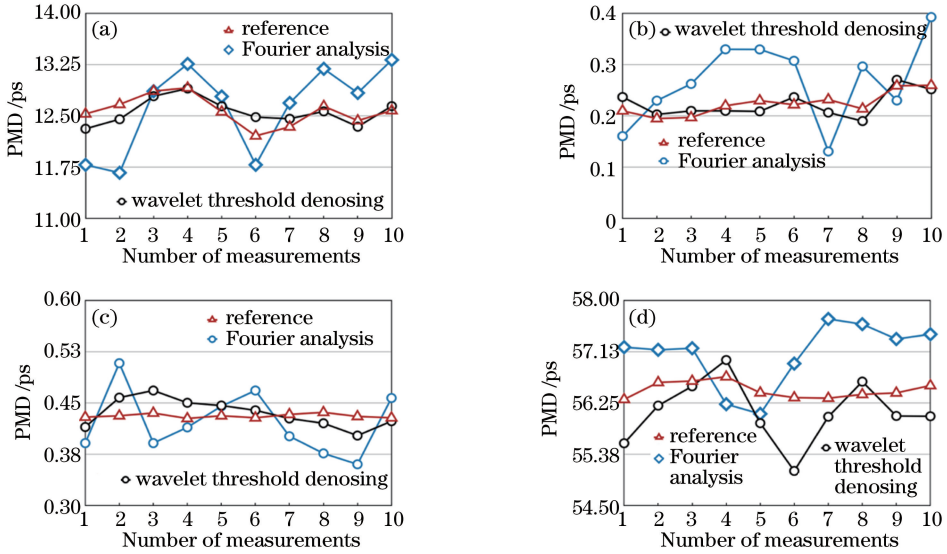 (a)
reference
Fourier analysis
wavelet threshold denosing
14.00
13.25
12.50
11.75
11.00
PMD /ps
1 2 3 4 5 6 7 8 9 10
Number of measurements
(b)
wavelet threshold denosing
reference
Fourier analysis
0.4
0.3
0.2
0.1
0
PMD /ps
1 2 3 4 5 6 7 8 9 10
Number of measurements
(c)
reference
Fourier analysis
wavelet threshold denosing
0.60
0.53
0.45
0.38
0.30
PMD /ps
1 2 3 4 5 6 7 8 9 10
Number of measurements
(d)
reference
Fourier
analysis
wavelet
threshold
denosing
58.00
57.13
56.25
55.38
54.50
PMD /ps
1 2 3 4 5 6 7 8 9 10
Number of measurements